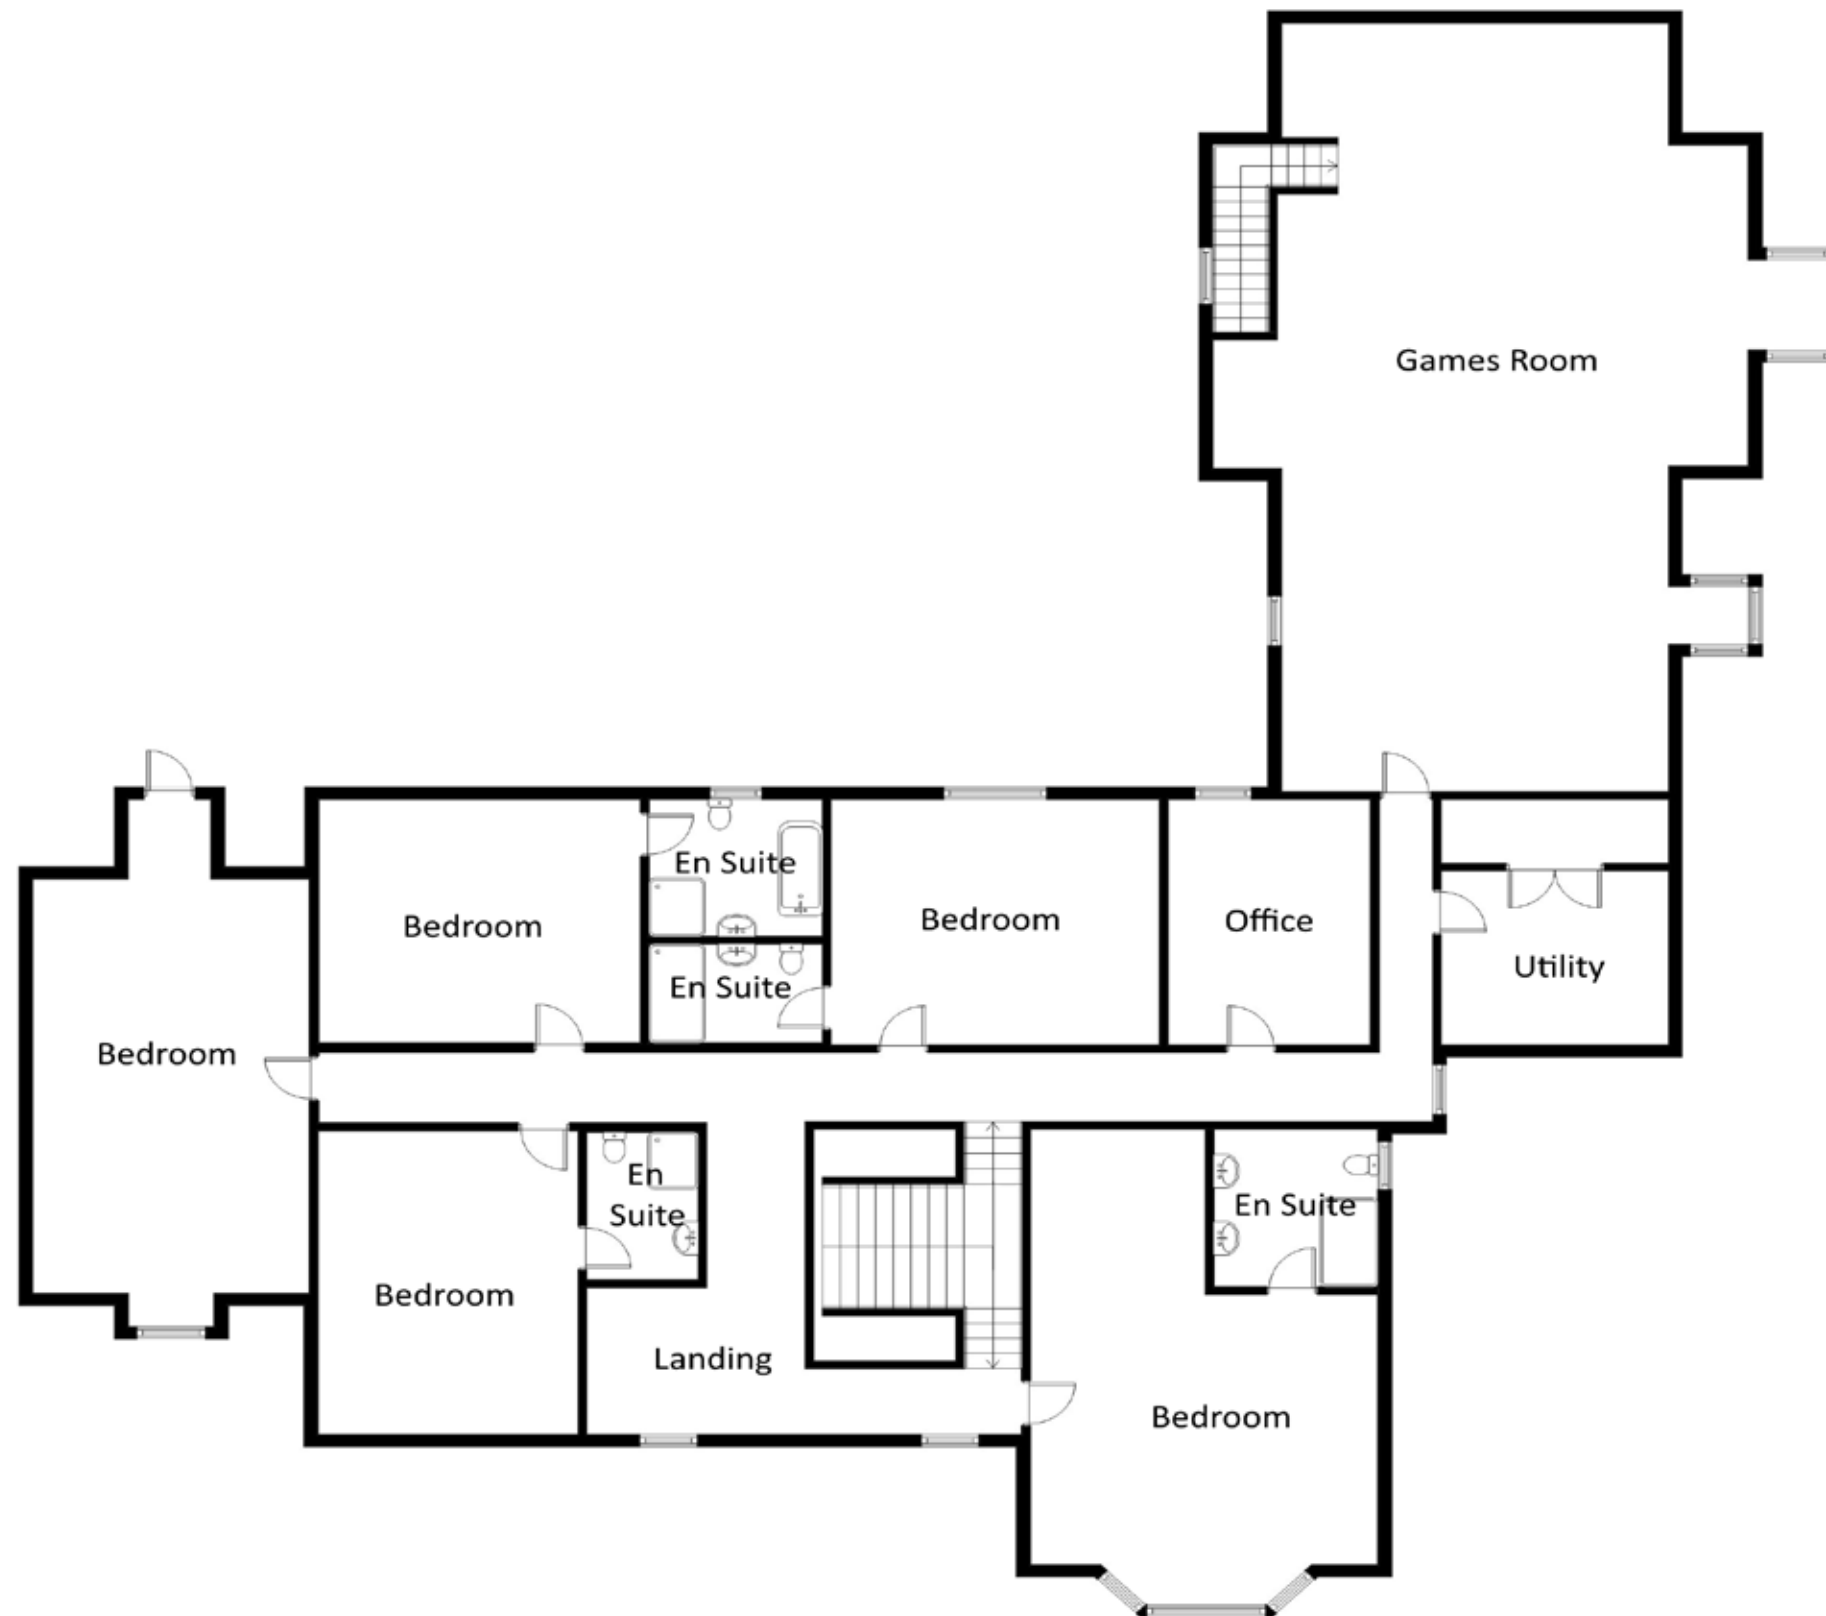 Games Room
En Suite
Bedroom
Bedroom
Office
Utility
En Suite
Bedroom
En
Suite
En Suite
Bedroom
Landing
Bedroom